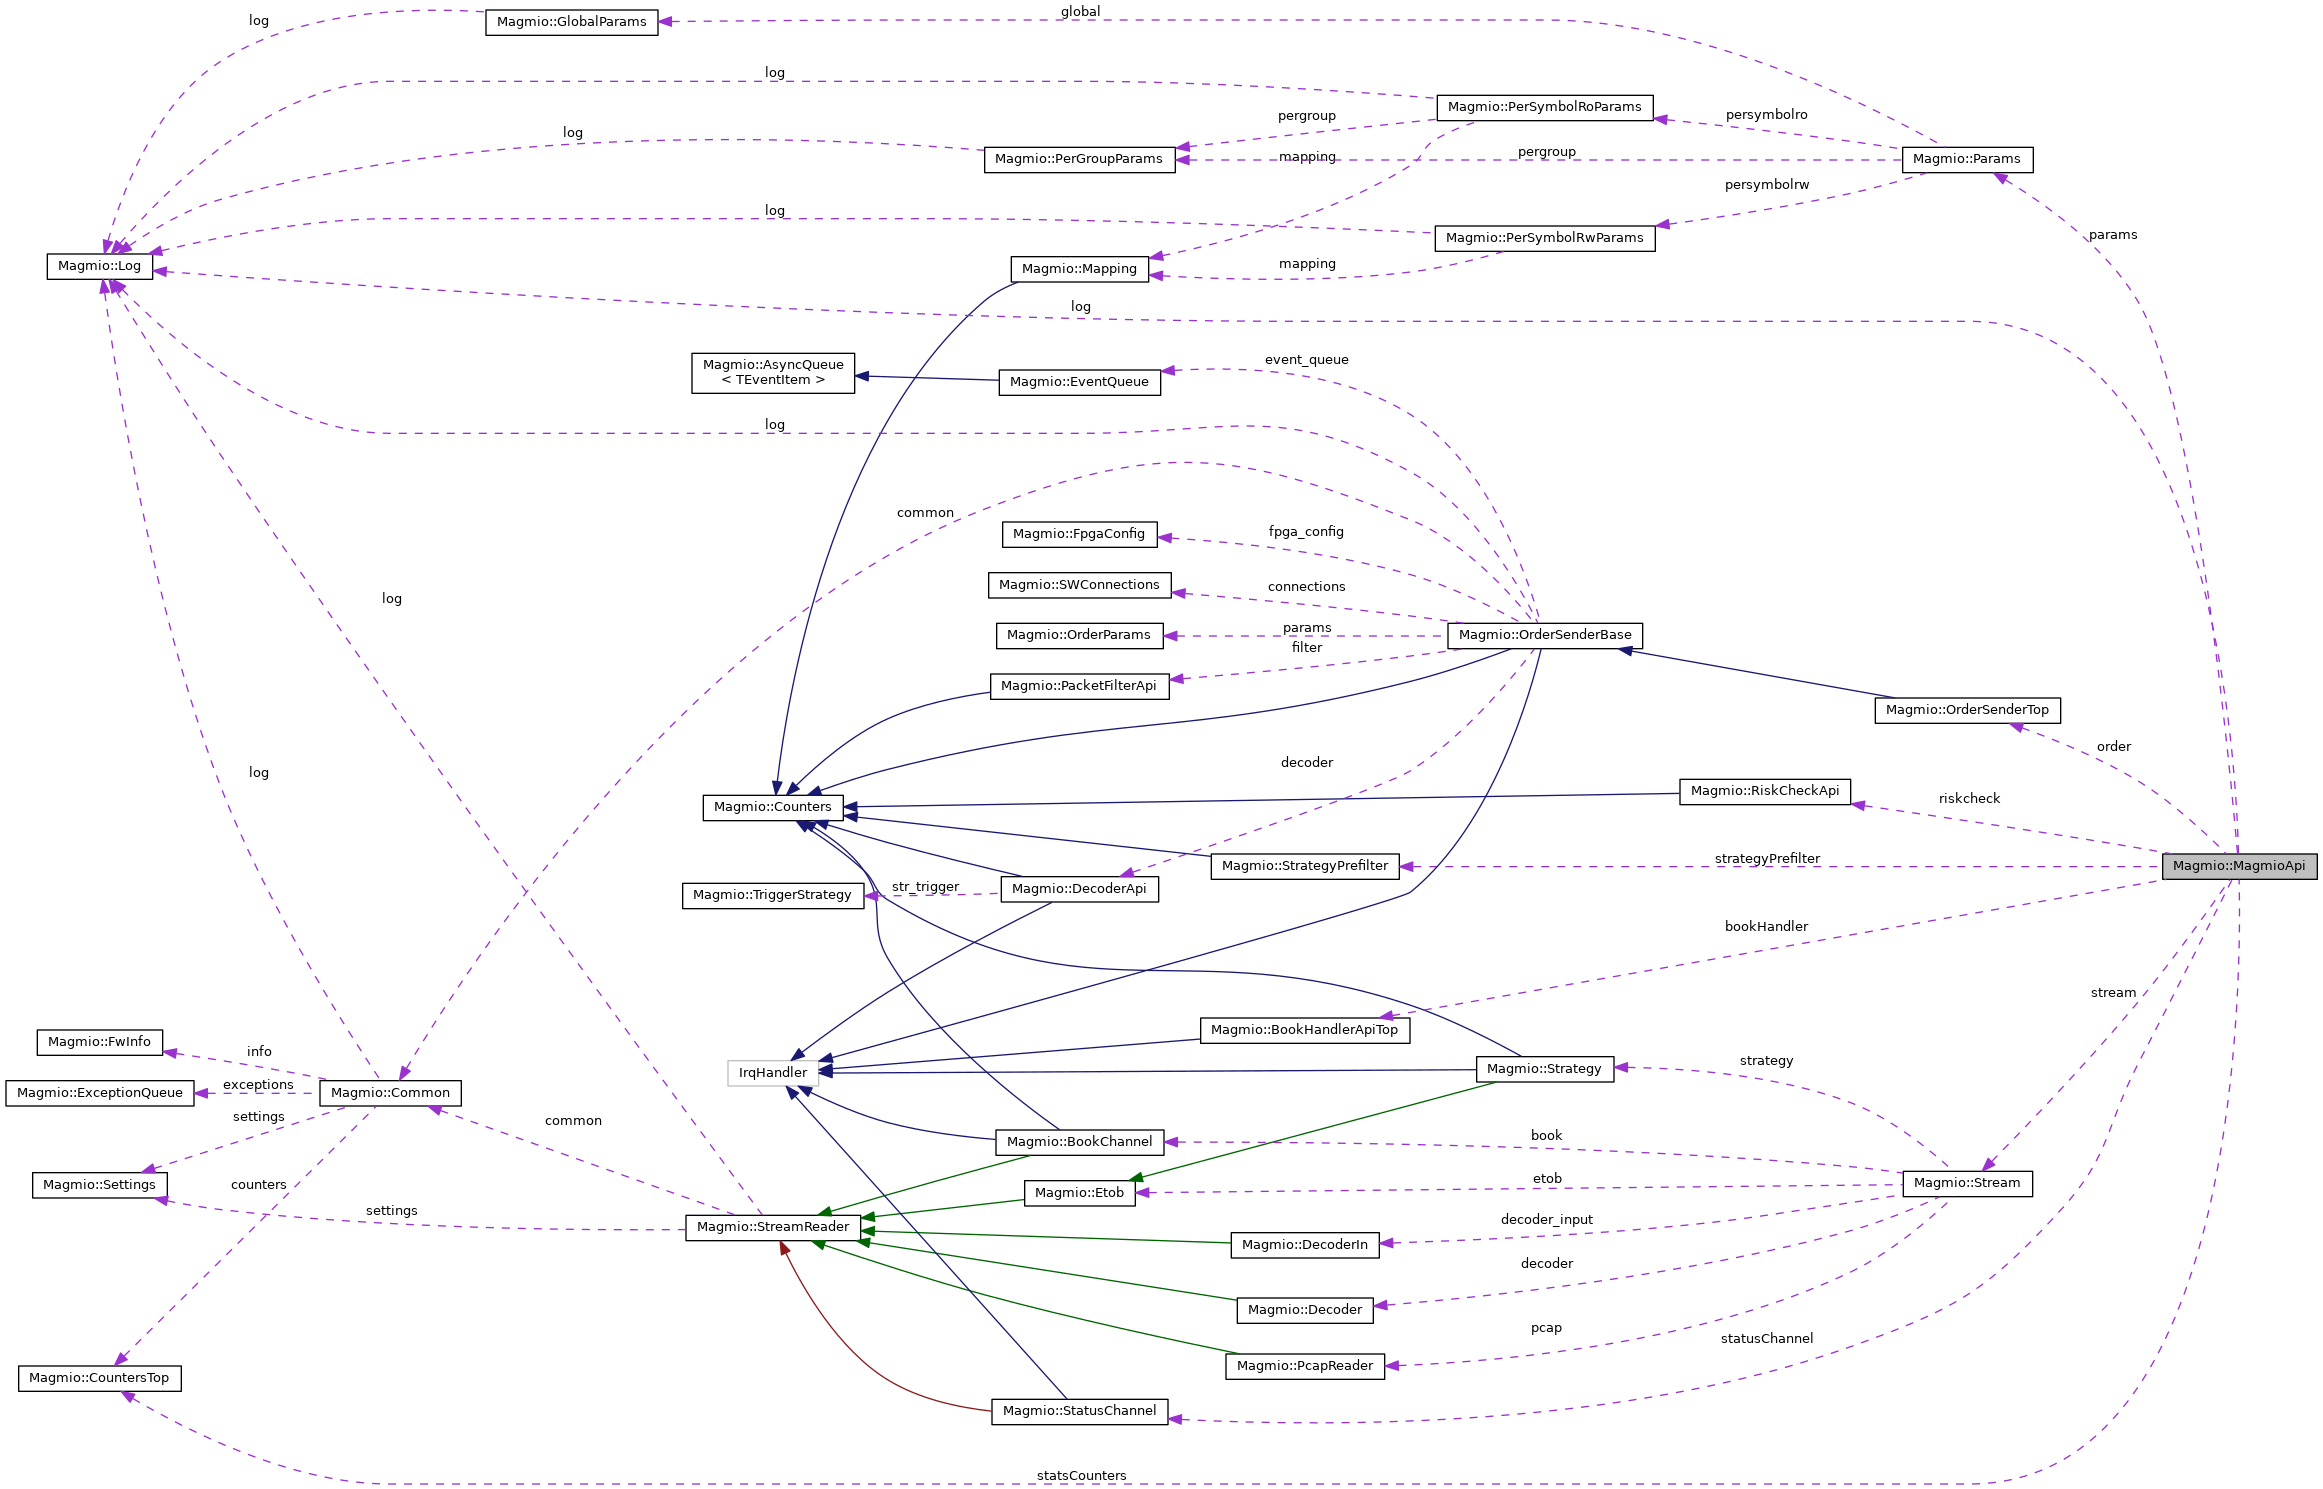 global
log
Magmio::GlobalParams
log
Magmio::PerSymbolRoParams
persymbolro
pergroup
log
Magmio::PerGroupParams
mapping
pergroup
Magmio::Params
persymbolrw
log
Magmio::PerSymbolRwParams
params
Magmio::Log
Magmio::Mapping
mapping
log
event_queue
Magmio::AsyncQueue
< TEventItem >
Magmio::EventQueue
log
common
Magmio::FpgaConfig
fpga_config
Magmio::SWConnections
connections
log
Magmio::OrderParams
params
Magmio::OrderSenderBase
filter
Magmio::PacketFilterApi
Magmio::OrderSenderTop
order
decoder
log
Magmio::RiskCheckApi
riskcheck
Magmio::Counters
Magmio::StrategyPrefilter
strategyPrefilter
Magmio::MagmioApi
Magmio::TriggerStrategy
str_trigger
Magmio::DecoderApi
bookHandler
stream
Magmio::BookHandlerApiTop
Magmio::FwInfo
info
IrqHandler
Magmio::Strategy
strategy
exceptions
Magmio::ExceptionQueue
Magmio::Common
settings
common
Magmio::BookChannel
book
Magmio::Settings
counters
Magmio::Etob
etob
Magmio::Stream
settings
Magmio::StreamReader
decoder_input
Magmio::DecoderIn
decoder
Magmio::Decoder
pcap
statusChannel
Magmio::PcapReader
Magmio::CountersTop
Magmio::StatusChannel
statsCounters